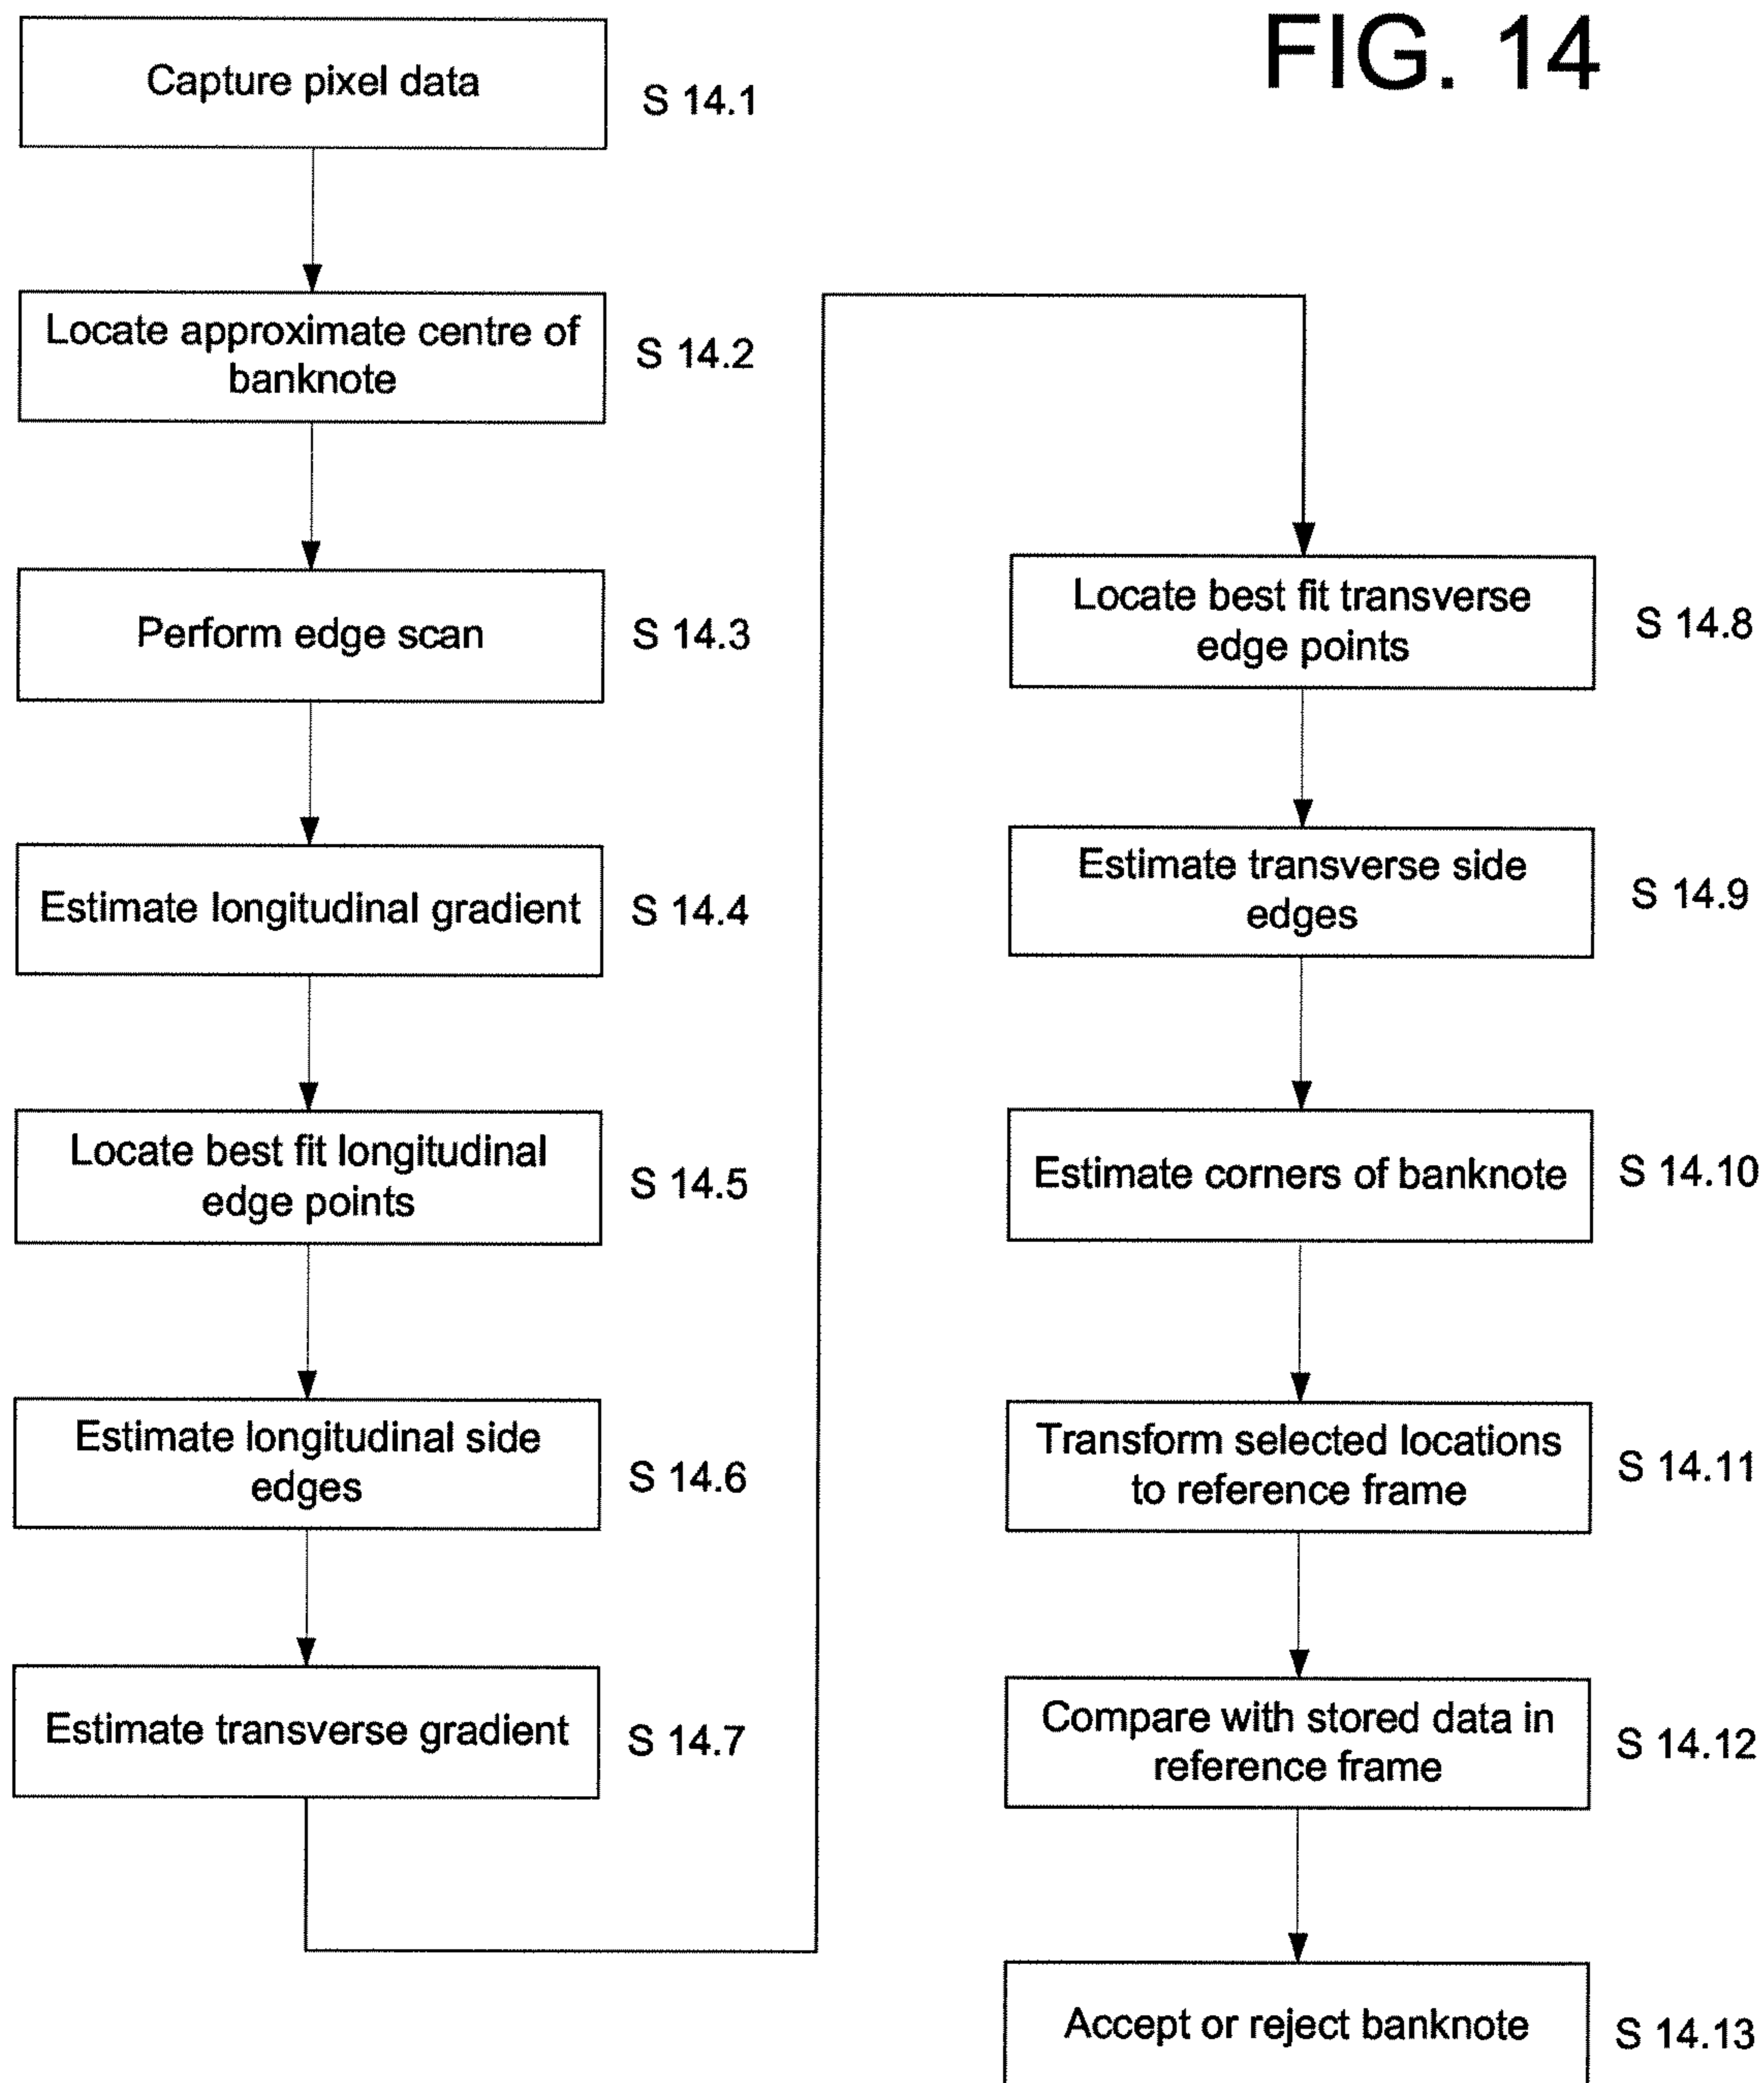 FIG. 14
Capture pixel data
S 14.1
Locate approximate centre of
banknote
S 14.2
Perform edge scan
S 14.3
Estimate longitudinal gradient
S 14.4
Locate best fit longitudinal
edge points
S 14.5
Estimate longitudinal side
edges
S 14.6
Estimate transverse gradient
S 14.7
Locate best fit transverse
edge points
S 14.8
Estimate transverse side
edges
S 14.9
Estimate corners of banknote
S 14.10
Transform selected locations
to reference frame
S 14.11
Compare with stored data in
reference frame
S 14.12
Accept or reject banknote
S 14.13